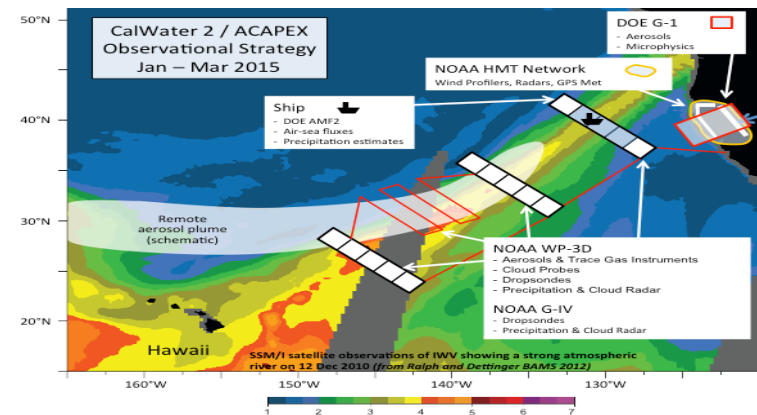 50°N
40°N
30°N
20°N
CalWater 2 / ACAPEX
Observational Strategy
Jan – Mar 2015
DOE G-1
- Aerosols
- Microphysics
NOAA HMT Network
Wind Profilers, Radars, GPS Met
Ship
- DOE AMF2
- Air-sea fluxes
- Precipitation estimates
Remote
aerosol plume
(schematic)
NOAA WP-3D
- Aerosols & Trace Gas Instruments
- Cloud Probes
- Dropsondes
- Precipitation & Cloud Radar
NOAA G-IV
- Dropsondes
- Precipitation & Cloud Radar
Hawaii
SSM/I satellite observations of IWV showing a strong atmospheric
river on 12 Dec 2010 (from Ralph and Dettinger BAMS 2012)
160°W 150°W 140°W 130°W
1 2 3 4 5 6 7